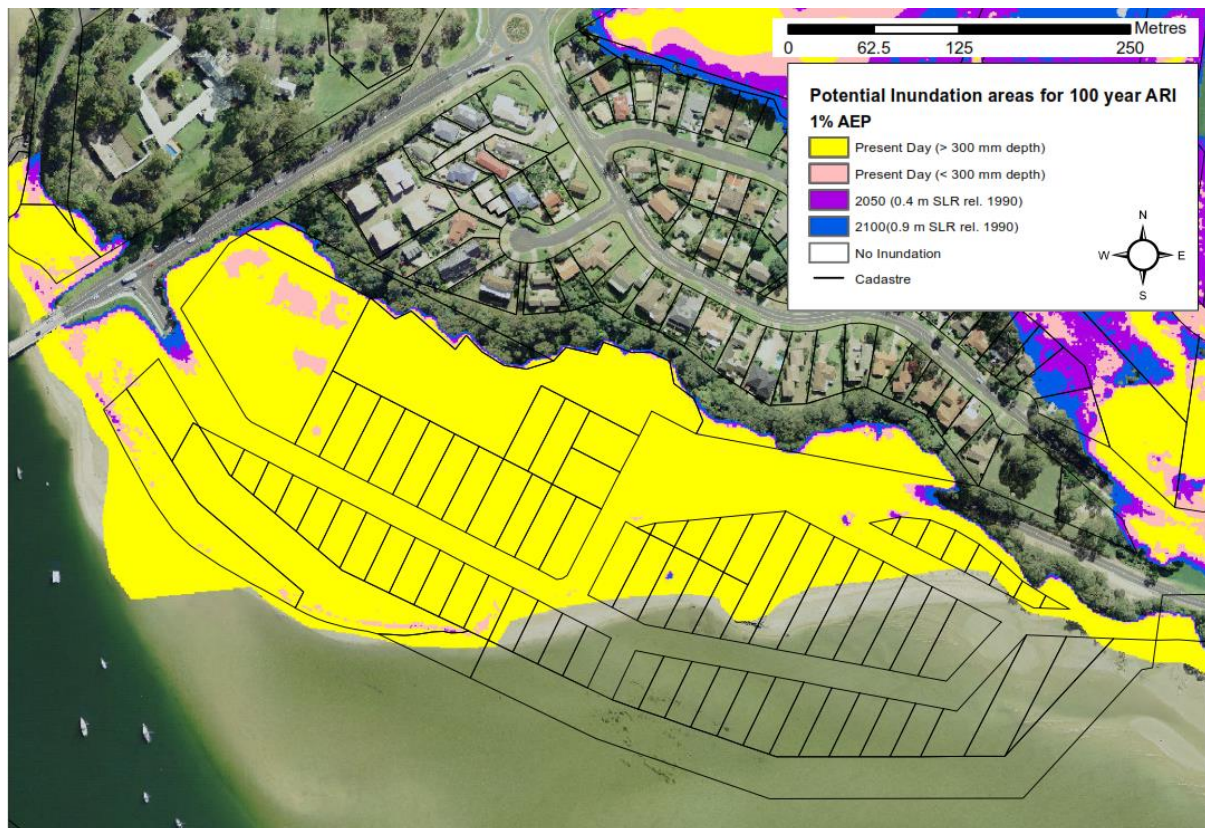 Metres
0 62.5 125 250
Potential Inundation areas for 100 year ARI
1% AEP
Present Day (> 300 mm depth)
Present Day (< 300 mm depth)
2050 (0.4 m SLR rel. 1990)
2100(0.9 m SLR rel. 1990)
No Inundation
Cadastre
N
W E
S